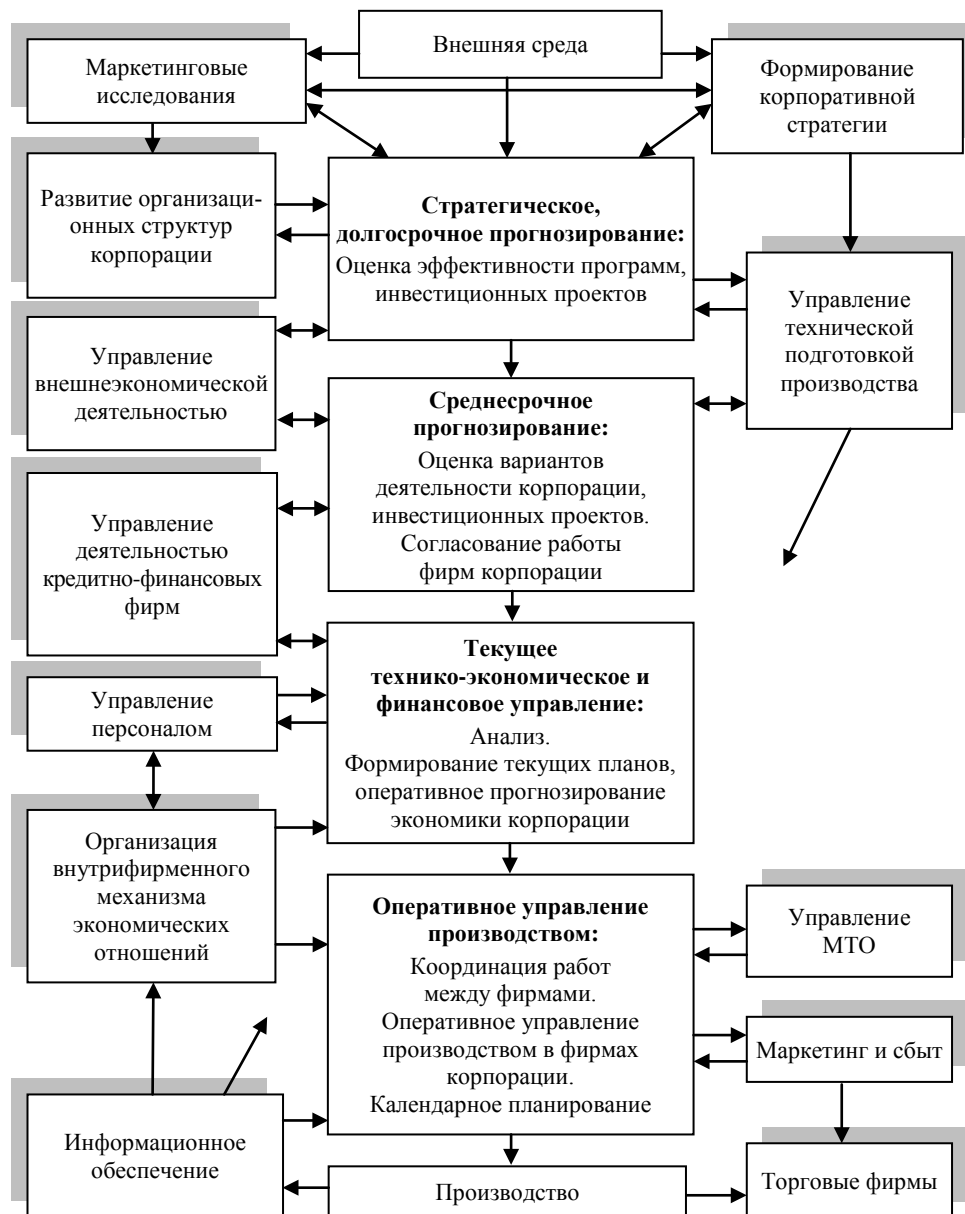 Внешняя среда
Маркетинговые
исследования
Формирование
корпоративной
стратегии
Развитие организаци-
онных структур
корпорации
Стратегическое,
долгосрочное прогнозирование:
Оценка эффективности программ,
инвестиционных проектов
Управление
технической
подготовкой
производства
Управление
внешнеэкономической
деятельностью
Среднесрочное
прогнозирование:
Оценка вариантов
деятельности корпорации,
инвестиционных проектов.
Согласование работы
фирм корпорации
Управление
деятельностью
кредитно-финансовых
фирм
Текущее
технико-экономическое и
финансовое управление:
Анализ.
Формирование текущих планов,
оперативное прогнозирование
экономики корпорации
Управление
персоналом
Организация
внутрифирменного
механизма
экономических
отношений
Оперативное управление
производством:
Координация работ
между фирмами.
Оперативное управление
производством в фирмах
корпорации.
Календарное планирование
Управление
МТО
Маркетинг и сбыт
Информационное
обеспечение
Производство
Торговые фирмы